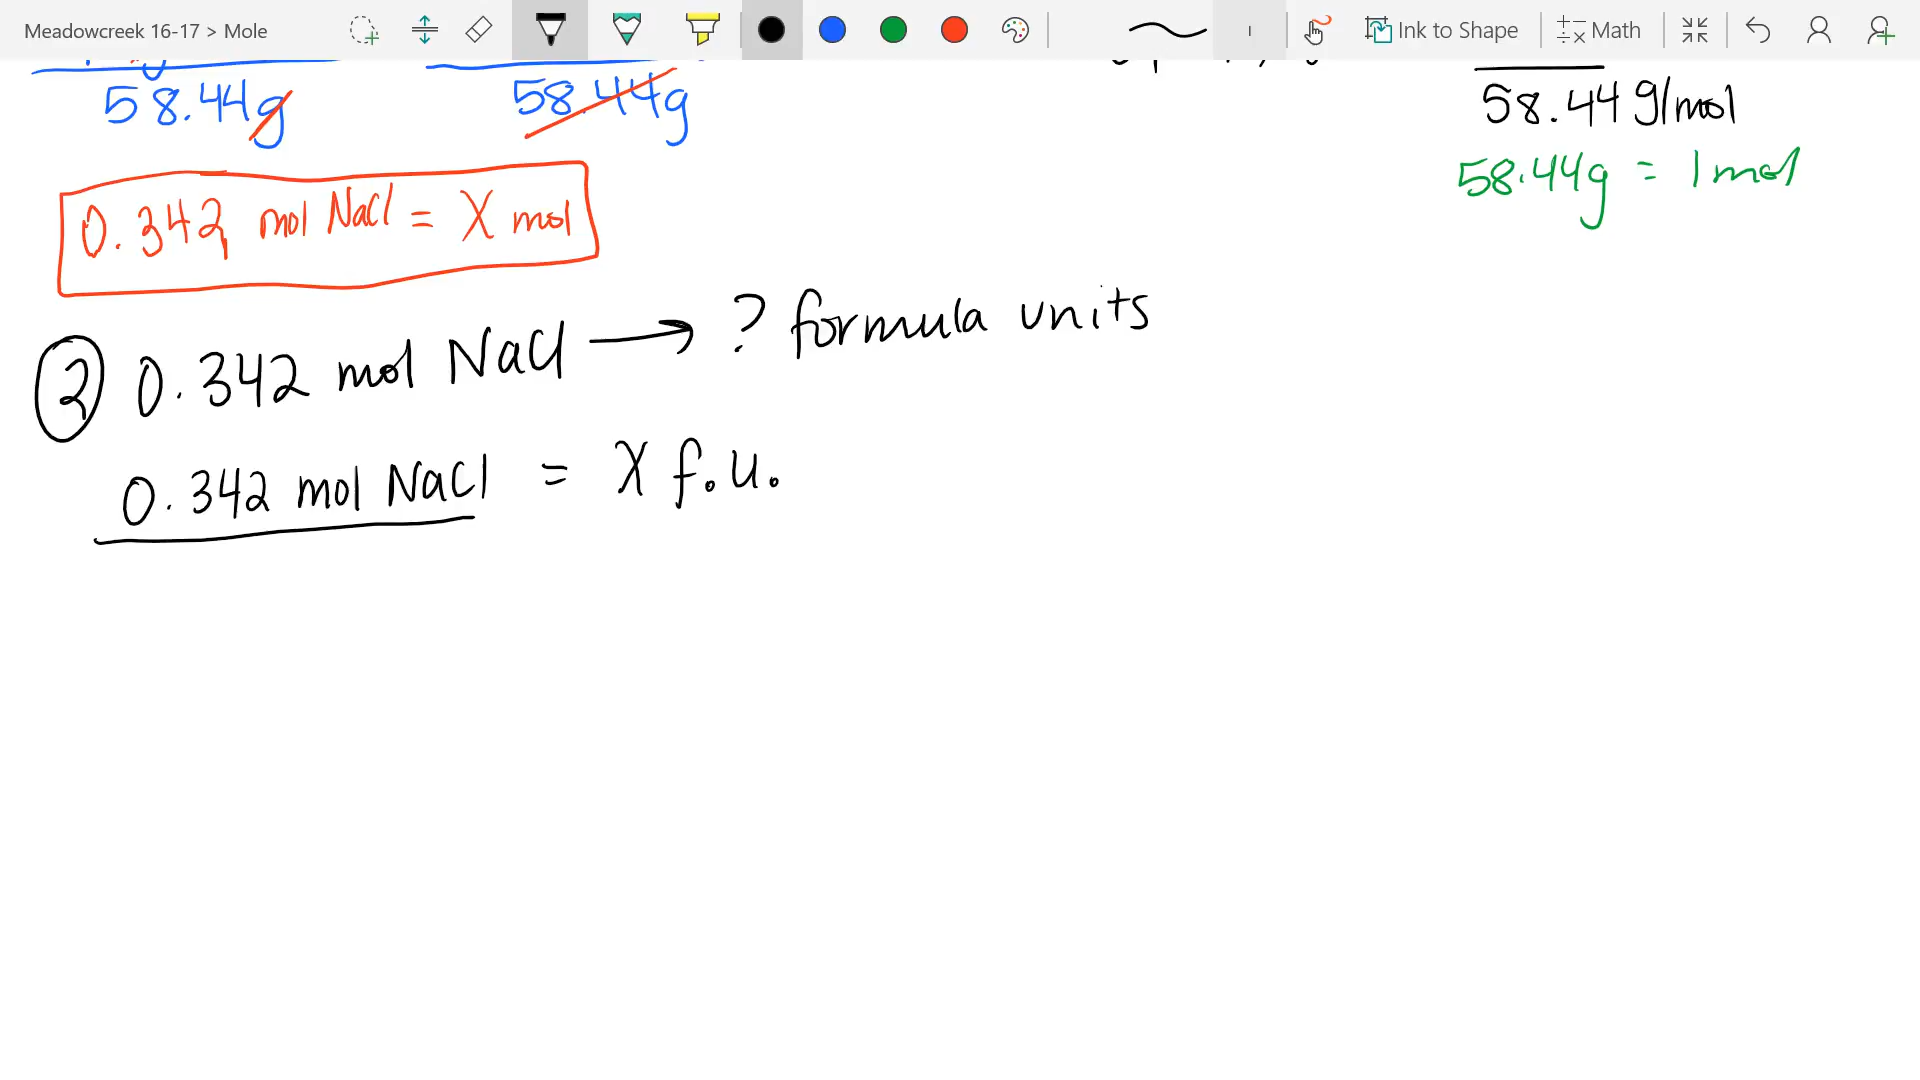 Meadowcreek 16-17 > Mole
Ink to Shape
Math
58.44g
58.44g
58.44 g/mol
58.44g = 1 mol
0.342 mol NaCl = X mol
2 0.342 mol NaCl → ? formula units
0.342 mol NaCl = X f.u.